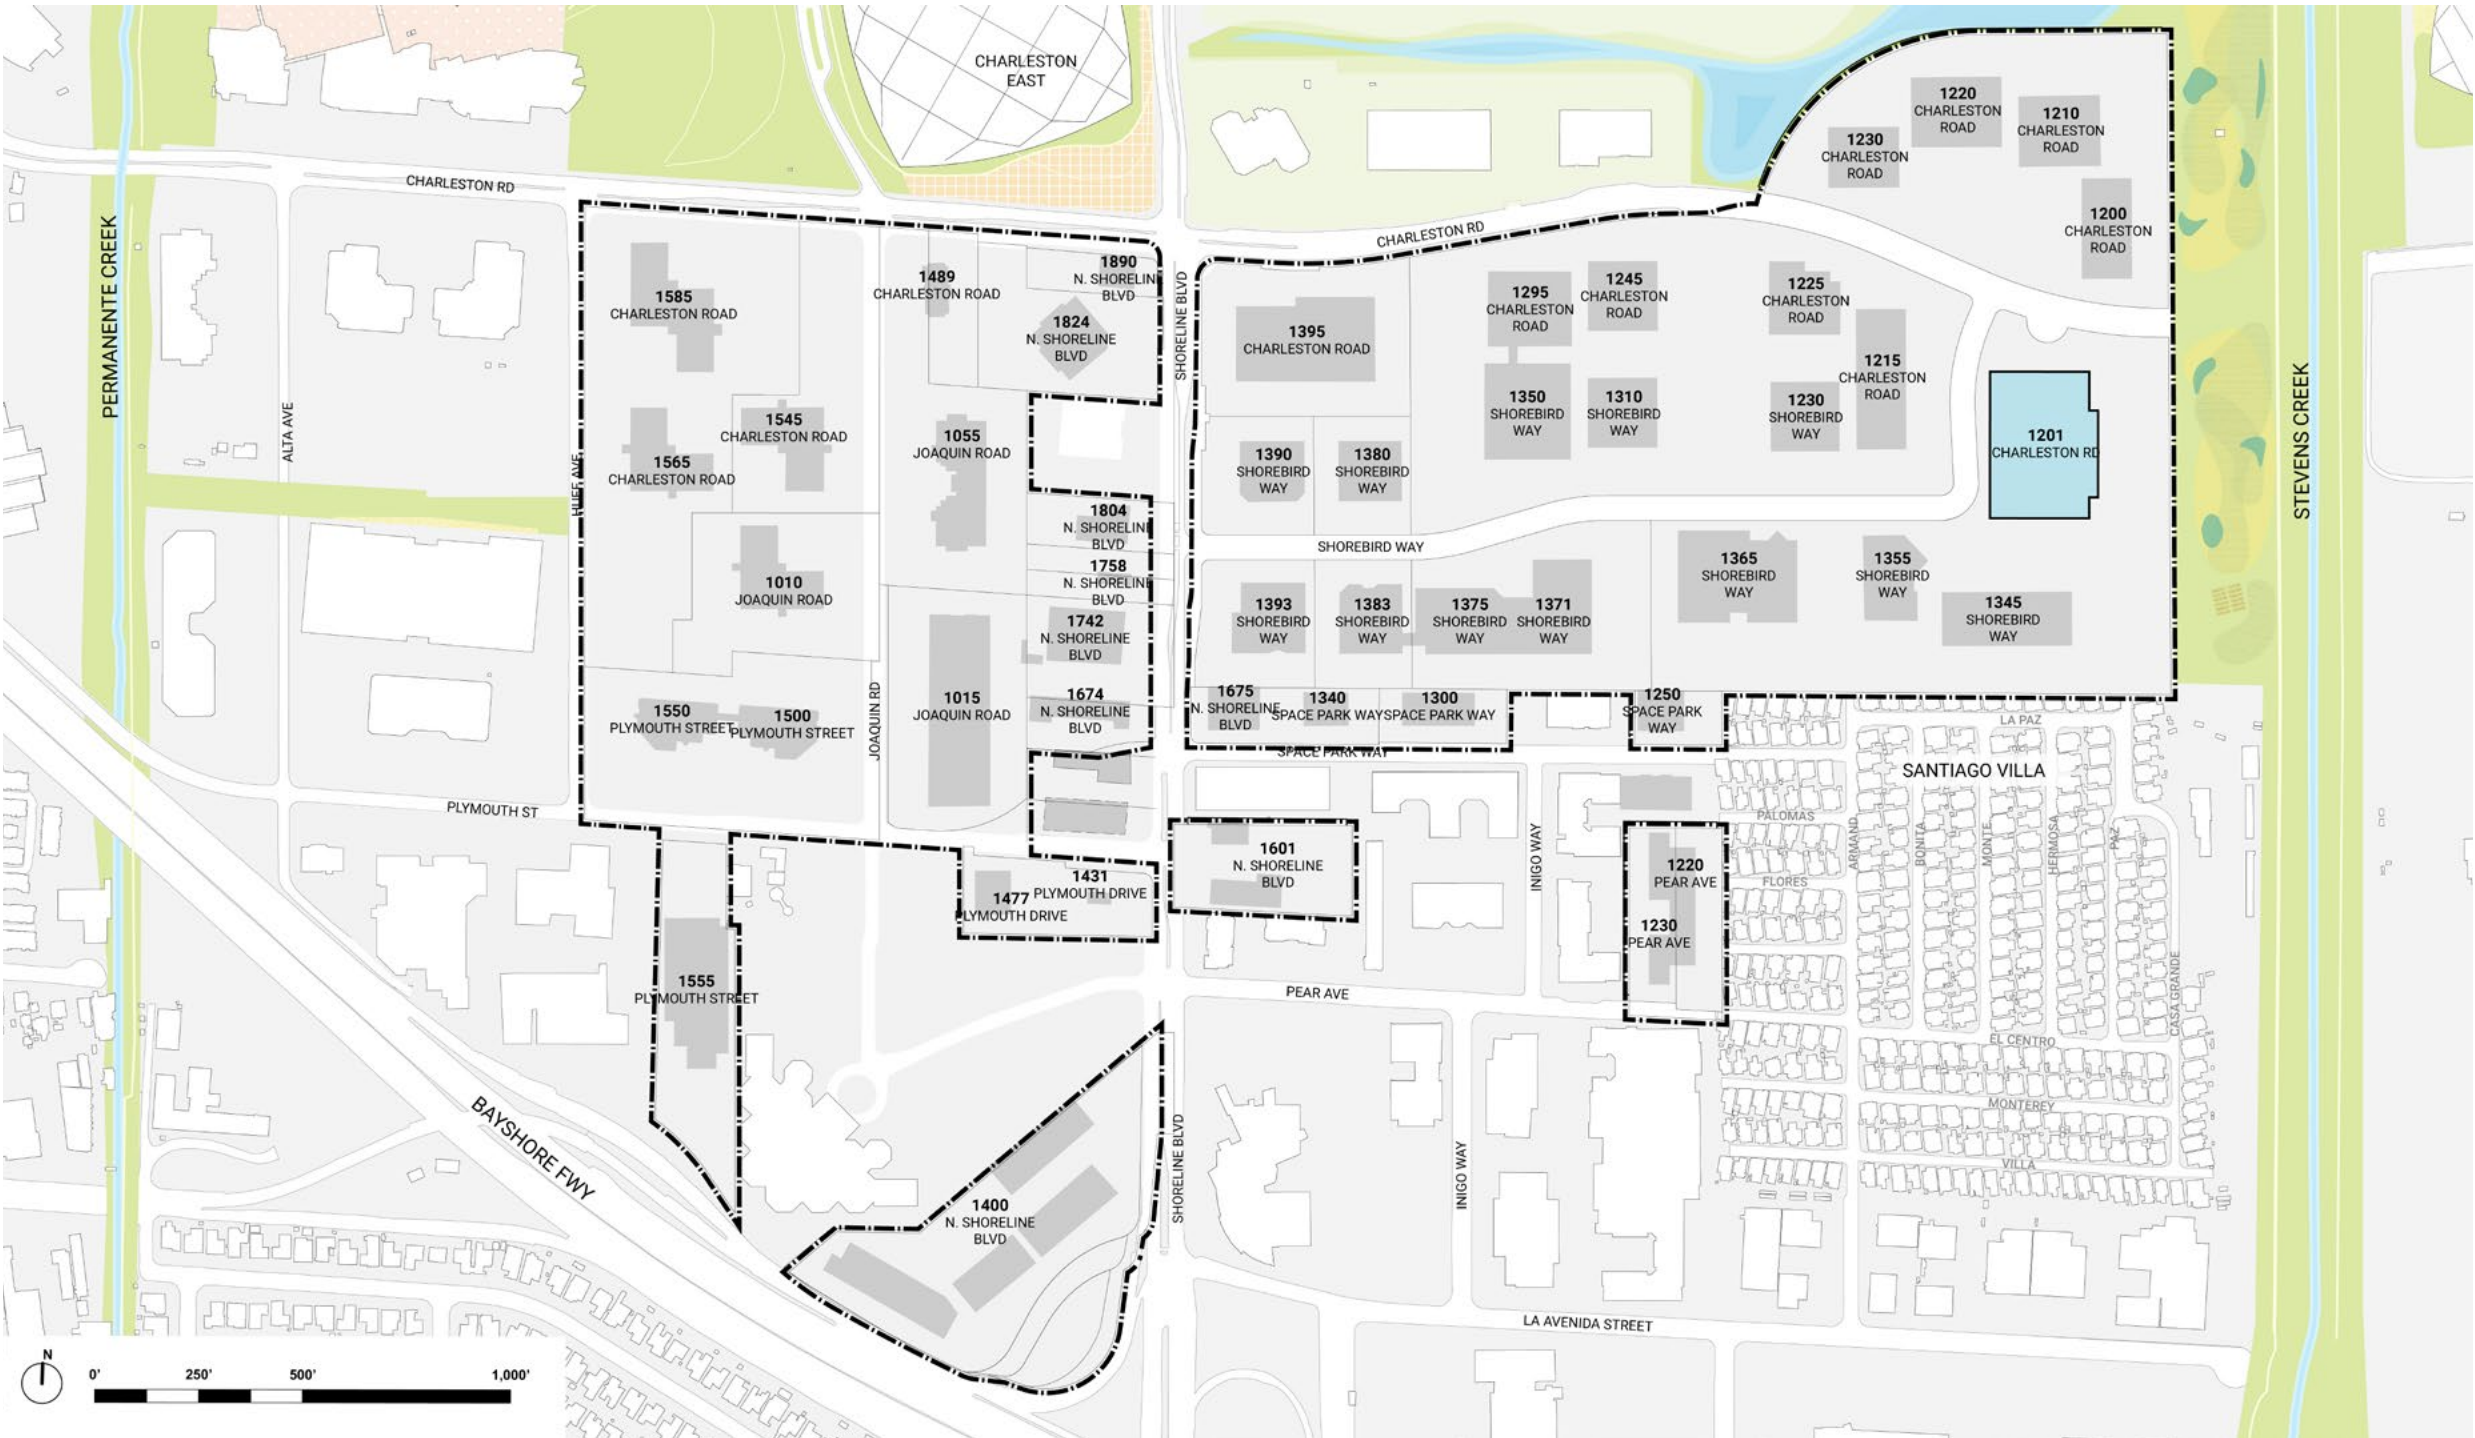 CHARLESTON
EAST
1220
CHARLESTON
ROAD
1210
CHARLESTON
ROAD
1230
CHARLESTON
ROAD
1200
CHARLESTON
ROAD
CHARLESTON RD
CHARLESTON RD
PERMANENTE CREEK
STEVENS CREEK
ALTA AVE
HUFF AVE
SHORELINE BLVD
1585
CHARLESTON ROAD
1489
CHARLESTON ROAD
1890
N. SHORELINE
BLVD
1824
N. SHORELINE
BLVD
1395
CHARLESTON ROAD
1295
CHARLESTON
ROAD
1245
CHARLESTON
ROAD
1225
CHARLESTON
ROAD
1215
CHARLESTON
ROAD
1350
SHOREBIRD
WAY
1310
SHOREBIRD
WAY
1230
SHOREBIRD
WAY
1201
CHARLESTON RD
1565
CHARLESTON ROAD
1545
CHARLESTON ROAD
1055
JOAQUIN ROAD
1390
SHOREBIRD
WAY
1380
SHOREBIRD
WAY
1804
N. SHORELINE
BLVD
1758
N. SHORELINE
BLVD
SHOREBIRD WAY
1010
JOAQUIN ROAD
1742
N. SHORELINE
BLVD
1393
SHOREBIRD
WAY
1383
SHOREBIRD
WAY
1375
SHOREBIRD
WAY
1371
SHOREBIRD
WAY
1365
SHOREBIRD
WAY
1355
SHOREBIRD
WAY
1345
SHOREBIRD
WAY
1550
PLYMOUTH STREET
1500
PLYMOUTH STREET
JOAQUIN RD
1015
JOAQUIN ROAD
1674
N. SHORELINE
BLVD
1675
N. SHORELINE
BLVD
1340
SPACE PARK WAY
1300
SPACE PARK WAY
1250
SPACE PARK
WAY
SPACE PARK WAY
LA PAZ
SANTIAGO VILLA
PLYMOUTH ST
PALOMAS
ARMAND
BONITA
MONTE
HERMOSA
PAZ
FLORES
INIGO WAY
1601
N. SHORELINE
BLVD
1431
PLYMOUTH DRIVE
1477
PLYMOUTH DRIVE
1220
PEAR AVE
1230
PEAR AVE
1555
PLYMOUTH STREET
PEAR AVE
CASA GRANDE
EL CENTRO
MONTEREY
VILLA
BAYSHORE FWY
1400
N. SHORELINE
BLVD
SHORELINE BLVD
INIGO WAY
LA AVENIDA STREET
N
0' 250' 500' 1,000'